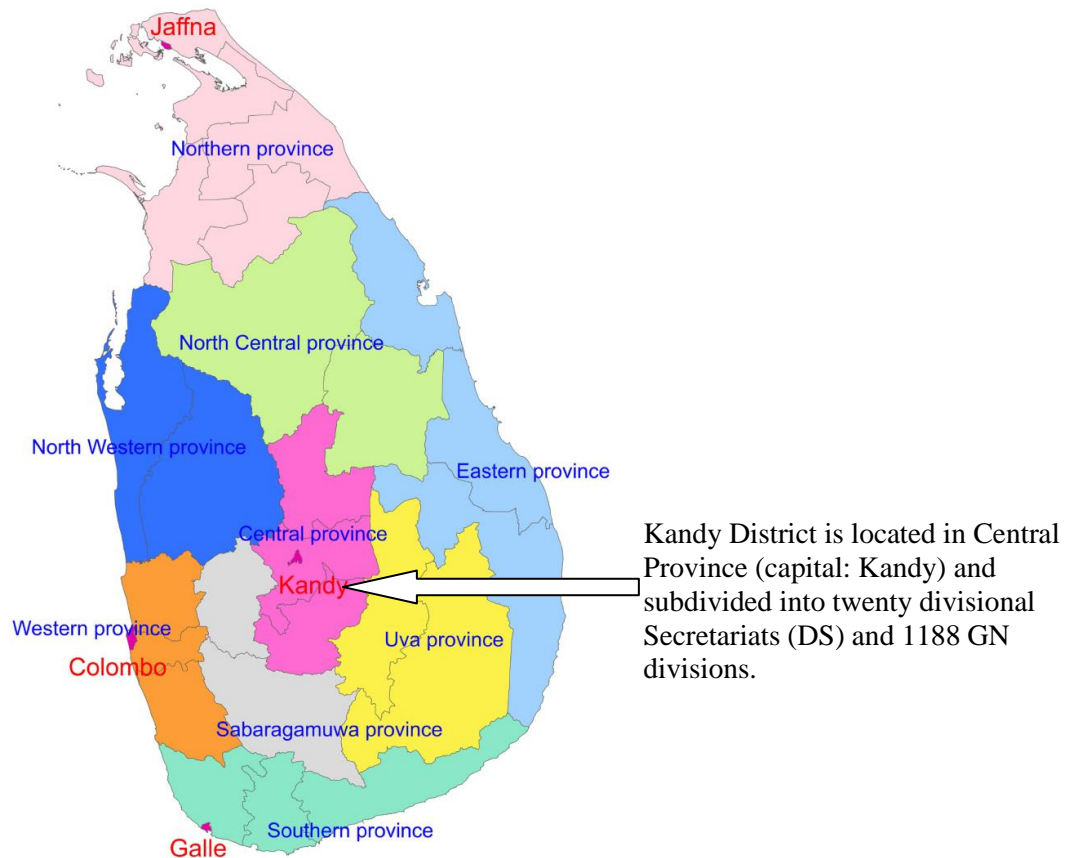 Jaffna
Northern province
North Central province
North Western province
Eastern province
Central province
Kandy
Kandy District is located in Central
Province (capital: Kandy) and
subdivided into twenty divisional
Secretariats (DS) and 1188 GN
divisions.
Western province
Uva province
Colombo
Sabaragamuwa province
Southern province
Galle